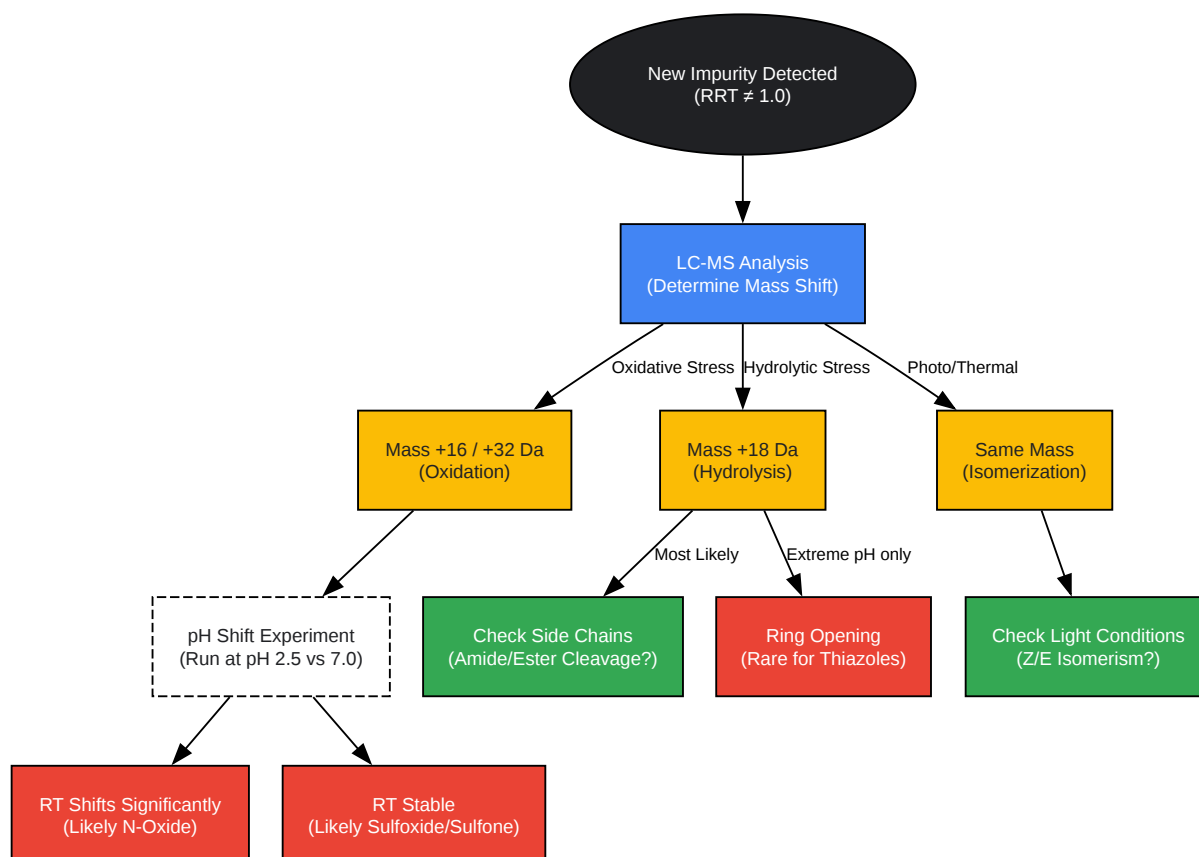 New Impurity Detected
(RRT ≠ 1.0)
LC-MS Analysis
(Determine Mass Shift)
Oxidative Stress
Hydrolytic Stress
Photo/Thermal
Mass +16 / +32 Da
(Oxidation)
Mass +18 Da
(Hydrolysis)
Same Mass
(Isomerization)
Most Likely
Extreme pH only
pH Shift Experiment
(Run at pH 2.5 vs 7.0)
Check Side Chains
(Amide/Ester Cleavage?)
Ring Opening
(Rare for Thiazoles)
Check Light Conditions
(Z/E Isomerism?)
RT Shifts Significantly
(Likely N-Oxide)
RT Stable
(Likely Sulfoxide/Sulfone)